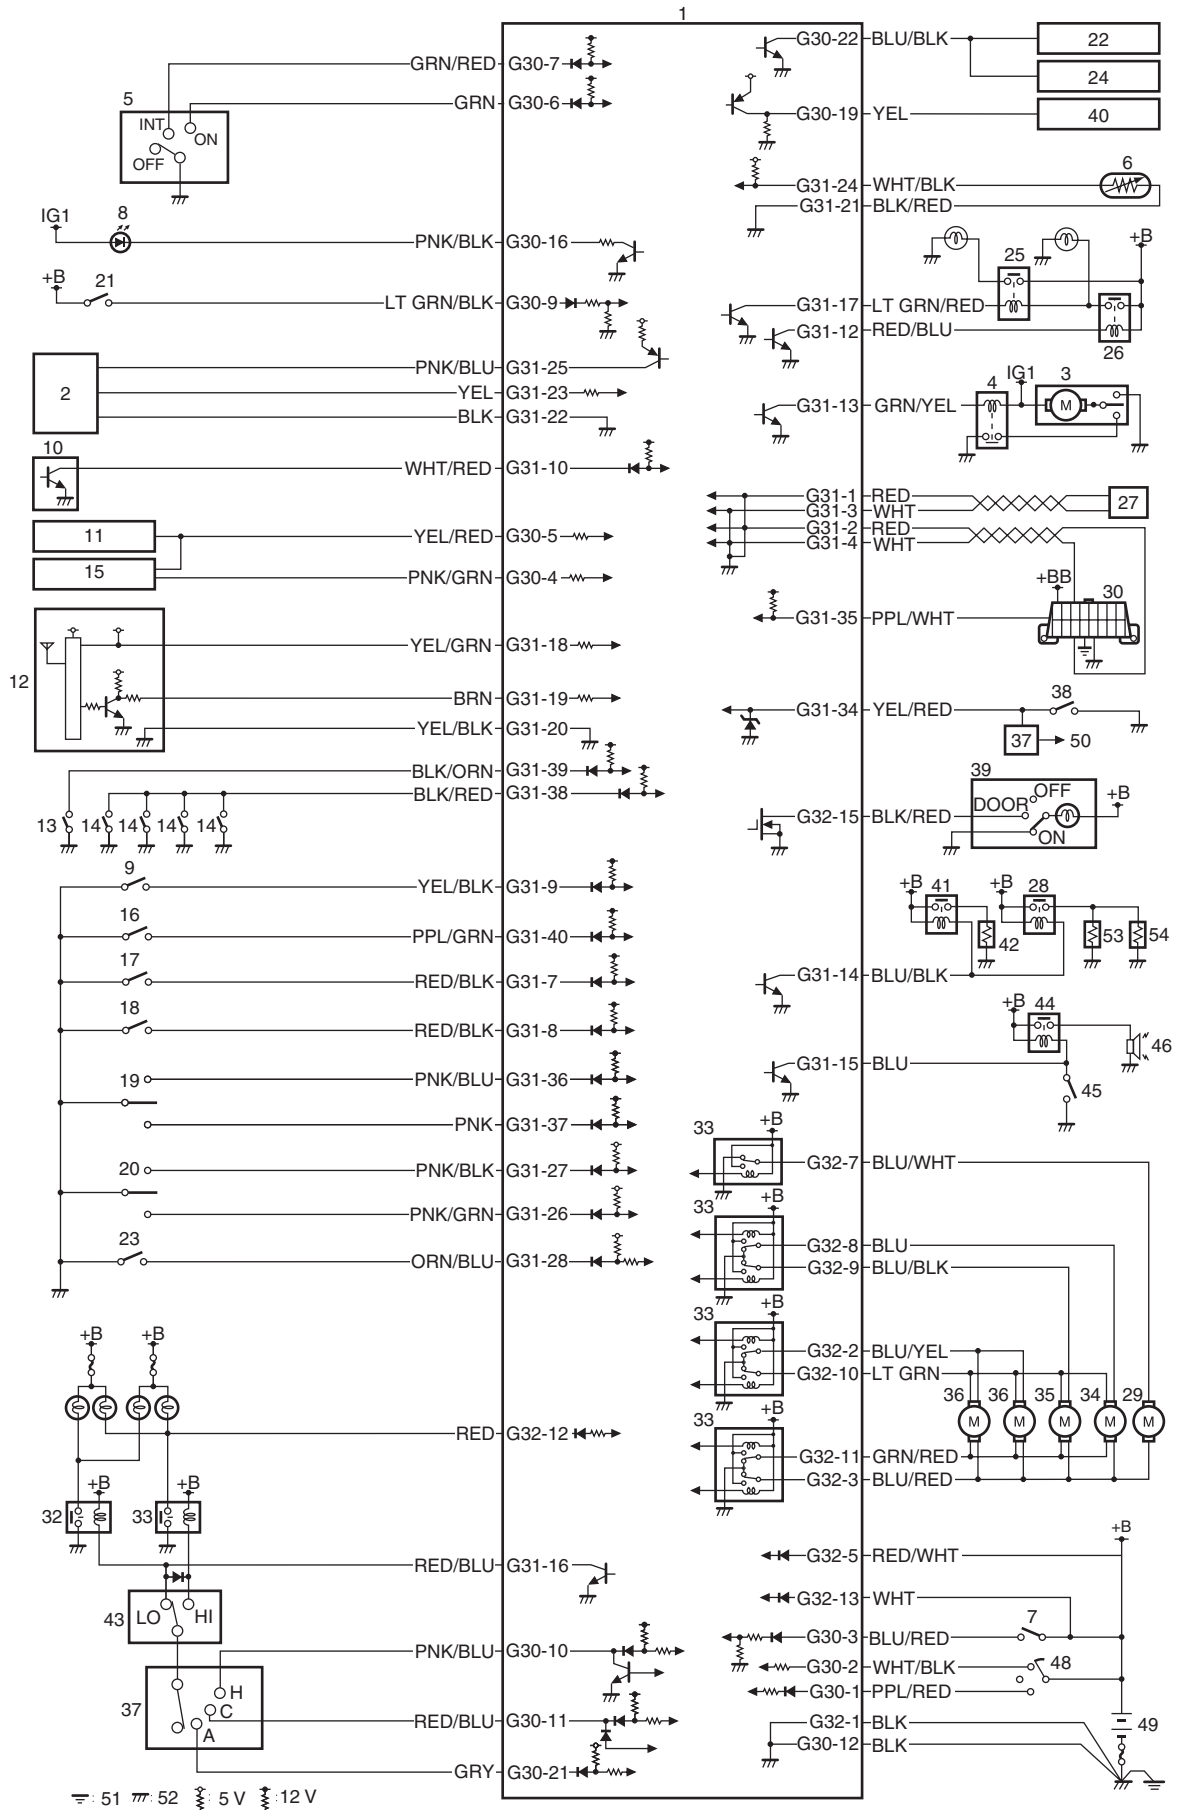 1
GRN/RED G30-7
GRN G30-6
5
INT
ON
OFF
IG1
8
PNK/BLK G30-16
+B
21
LT GRN/BLK G30-9
PNK/BLU G31-25
2
YEL G31-23
BLK G31-22
10
WHT/RED G31-10
11
YEL/RED G30-5
15
PNK/GRN G30-4
YEL/GRN G31-18
12
BRN G31-19
YEL/BLK G31-20
BLK/ORN G31-39
BLK/RED G31-38
13 14 14 14 14
9
YEL/BLK G31-9
16
PPL/GRN G31-40
17
RED/BLK G31-7
18
RED/BLK G31-8
19
PNK/BLU G31-36
PNK G31-37
20
PNK/BLK G31-27
PNK/GRN G31-26
23
ORN/BLU G31-28
+B +B
RED G32-12
+B +B
32 33
RED/BLU G31-16
LO HI
43
PNK/BLU G30-10
H
37
C
A
RED/BLU G30-11
GRY G30-21
: 51 : 52 : 5 V : 12 V
G30-22 BLU/BLK
22
24
G30-19 YEL
40
6
G31-24 WHT/BLK
G31-21 BLK/RED
+B
25
G31-17 LT GRN/RED
G31-12 RED/BLU
26
IG1
4 3
G31-13 GRN/YEL
M
G31-1 RED
G31-3 WHT
27
G31-2 RED
G31-4 WHT
+BB
30
G31-35 PPL/WHT
38
G31-34 YEL/RED
37 50
39
OFF
DOOR
+B
G32-15 BLK/RED
ON
+B 41 +B 28
42 53 54
G31-14 BLU/BLK
+B 44
46
G31-15 BLU
45
33 +B
G32-7 BLU/WHT
33 +B
G32-8 BLU
G32-9 BLU/BLK
33 +B
G32-2 BLU/YEL
G32-10 LT GRN
36 36 35 34 29
M M M M M
33 +B
G32-11 GRN/RED
G32-3 BLU/RED
+B
G32-5 RED/WHT
G32-13 WHT
7
G30-3 BLU/RED
G30-2 WHT/BLK
48
G30-1 PPL/RED
G32-1 BLK
49
G30-12 BLK